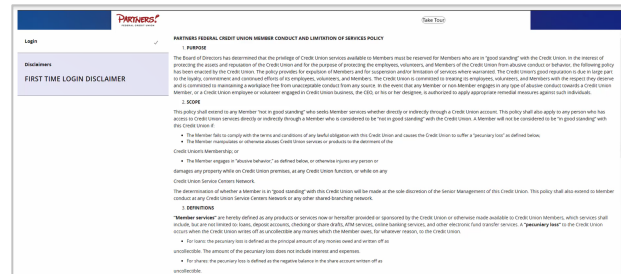 PARTNERS!
FEDERAL CREDIT UNION
Take Tour
Login
Disclaimers
FIRST TIME LOGIN DISCLAIMER
PARTNERS FEDERAL CREDIT UNION MEMBER CONDUCT AND LIMITATION OF SERVICES POLICY
1. PURPOSE
The Board of Directors has determined that the privilege of Credit Union services available to Members must be reserved for Members who are in "good standing" with the Credit Union. In the interest of
protecting the assets and reputation of the Credit Union and for the purpose of protecting the employees, volunteers, and Members of the Credit Union from abusive conduct or behavior, the following policy
has been enacted by the Credit Union. The policy provides for expulsion of Members and for suspension and/or limitation of services where warranted. The Credit Union's good reputation is due in large part
to the loyalty, commitment and continued efforts of its employees, volunteers, and Members. The Credit Union is committed to treating its employees, volunteers, and Members with the respect they deserve
and is committed to maintaining a workplace free from unacceptable conduct from any source. In the event that any Member or non-Member engages in any type of abusive conduct towards a Credit Union
Member, or a Credit Union employee or volunteer engaged in Credit Union business, the CEO, or his or her designee, is authorized to apply appropriate remedial measures against such individuals.
2. SCOPE
This policy shall extend to any Member "not in good standing" who seeks Member services whether directly or indirectly through a Credit Union account. This policy shall also apply to any person who has
access to Credit Union services directly or indirectly through a Member who is considered to be "not in good standing" with the Credit Union. A Member will not be considered to be "in good standing" with
this Credit Union if:
• The Member fails to comply with the terms and conditions of any lawful obligation with this Credit Union and causes the Credit Union to suffer a "pecuniary loss" as defined below.
• The Member manipulates or otherwise abuses Credit Union services or products to the detriment of the
Credit Union's Membership, or
• The Member engages in "abusive behavior," as defined below, or otherwise injures any person or
damages any property while on Credit Union premises, at any Credit Union function, or while on any
Credit Union Service Centers Network.
The determination of whether a Member is in "good standing" with this Credit Union will be made at the sole discretion of the Senior Management of this Credit Union. This policy shall also extend to Member
conduct at any Credit Union Service Centers Network or any other shared-branching network.
3. DEFINITIONS
"Member services" are hereby defined as any products or services now or hereafter provided or sponsored by the Credit Union or otherwise made available to Credit Union Members, which services shall
include, but are not limited to: loans, deposit accounts, checking or share drafts, ATM services, online banking services, and other electronic fund transfer services. A "pecuniary loss" to the Credit Union
occurs when the Credit Union writes off as uncollectible any monies which the Member owes, for whatever reason, to the Credit Union.
• For loans: the pecuniary loss is defined as the principal amount of any monies owed and written off as
uncollectible. The amount of the pecuniary loss does not include interest and expenses.
• For shares: the pecuniary loss is defined as the negative balance in the share account written off as
uncollectible.